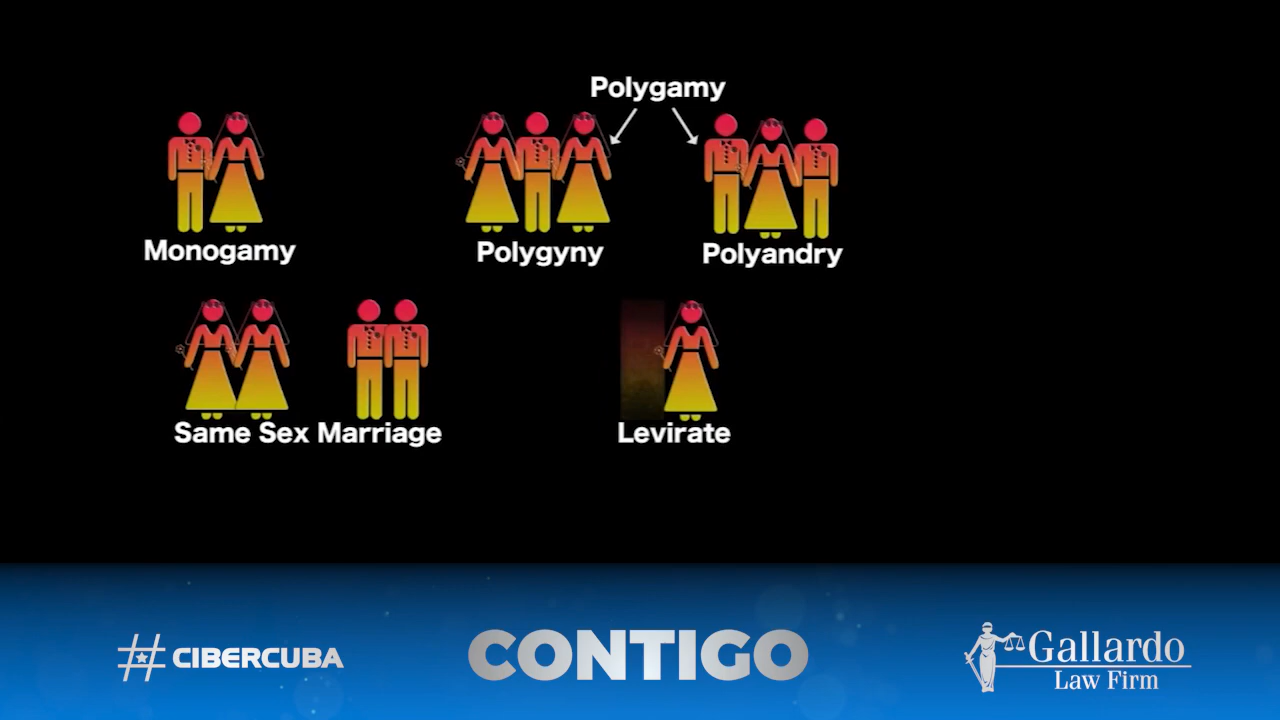 Polygamy
Monogamy
Polygyny
Polyandry
Same Sex Marriage
Levirate
#CIBERCUBA
CONTIGO
Gallardo
Law Firm